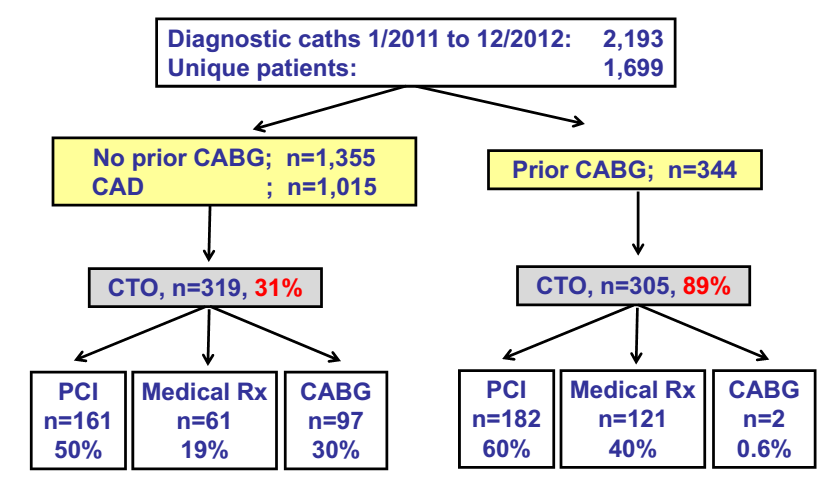 Diagnostic caths 1/2011 to 12/2012: 2,193
Unique patients: 1,699
No prior CABG; n=1,355
CAD ; n=1,015
Prior CABG; n=344
CTO, n=319, 31%
CTO, n=305, 89%
PCI
n=161
50%
Medical Rx
n=61
19%
CABG
n=97
30%
PCI
n=182
60%
Medical Rx
n=121
40%
CABG
n=2
0.6%